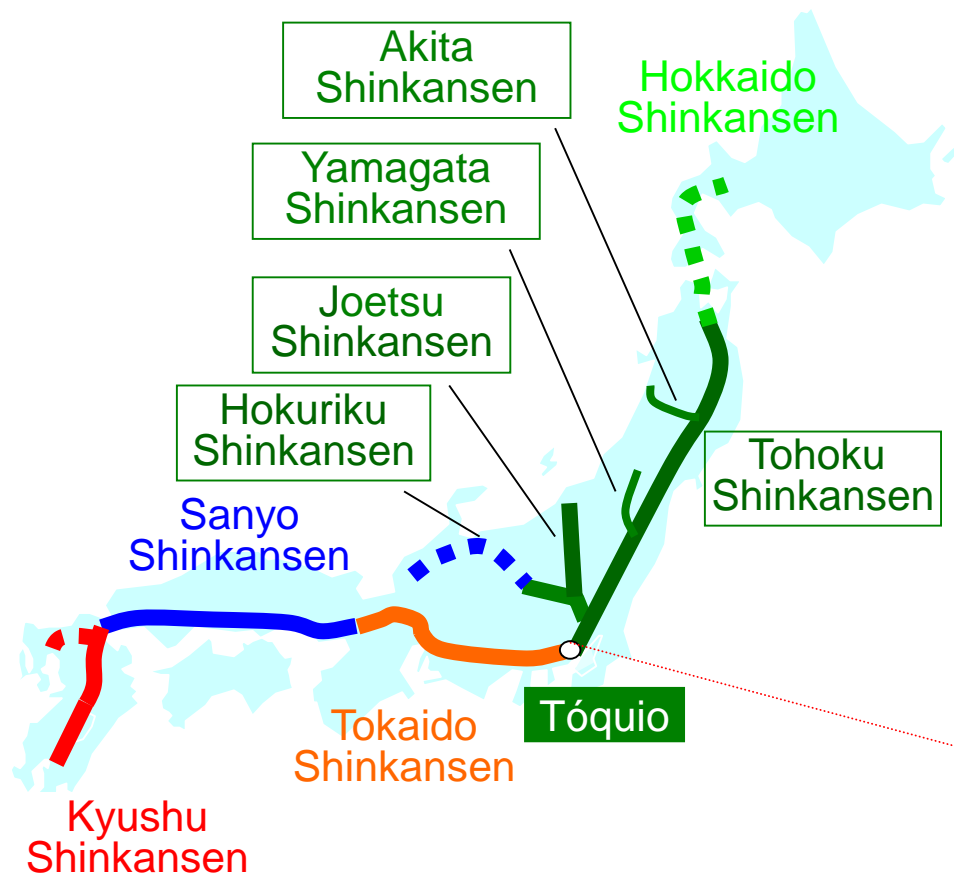 Akita
Shinkansen
Hokkaido
Shinkansen
Yamagata
Shinkansen
Joetsu
Shinkansen
Hokuriku
Shinkansen
Tohoku
Shinkansen
Sanyo
Shinkansen
Tóquio
Tokaido
Shinkansen
Kyushu
Shinkansen